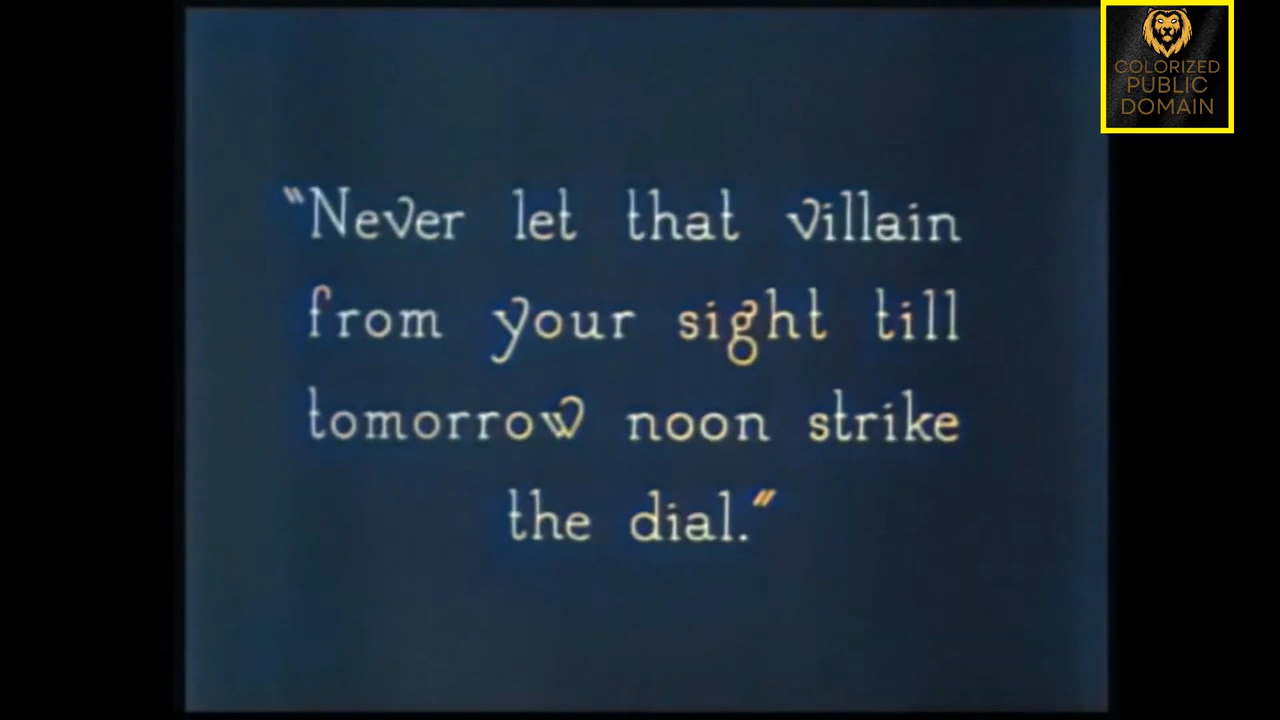 "Never let that villain
from your sight till
tomorrow noon strike
the dial."
COLORIZED
PUBLIC
DOMAIN